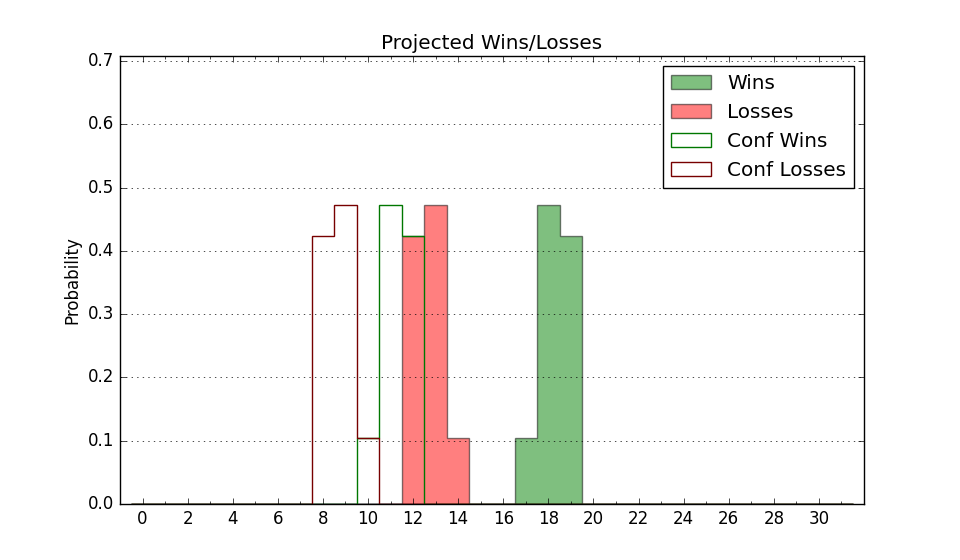 Projected Wins/Losses
0.7
0.6
0.5
0.4
0.3
0.2
0.1
0.0
Probability
Wins
Losses
Conf Wins
Conf Losses
0 2 4 6 8 10 12 14 16 18 20 22 24 26 28 30